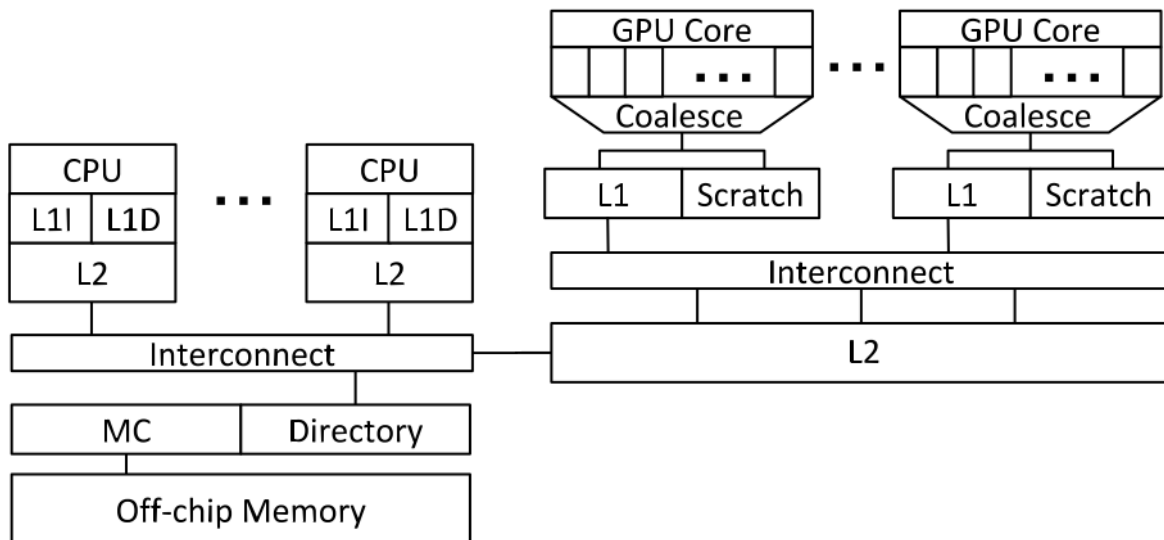 GPU Core
GPU Core
...
...
...
Coalesce
Coalesce
CPU
CPU
...
L1
Scratch
L1
Scratch
L1I
L1D
L1I
L1D
L2
L2
Interconnect
Interconnect
L2
MC
Directory
Off-chip Memory